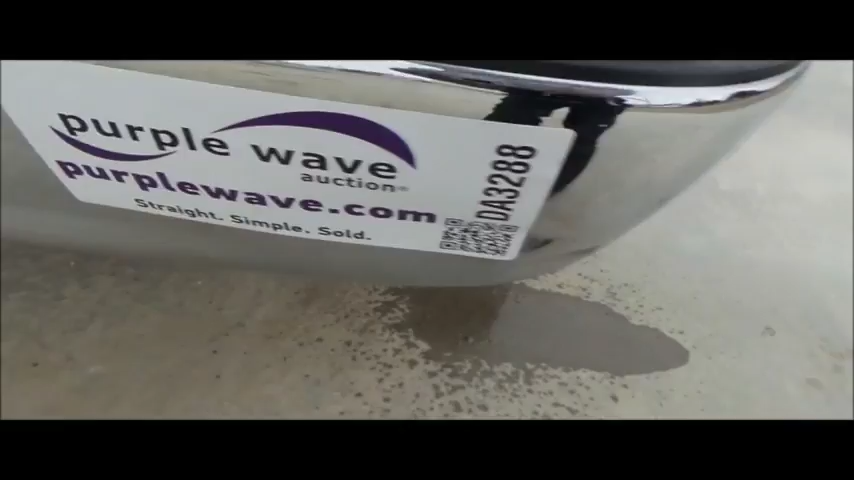 purple wave
auction®
purplewave.com
Straight. Simple. Sold.
DA3288